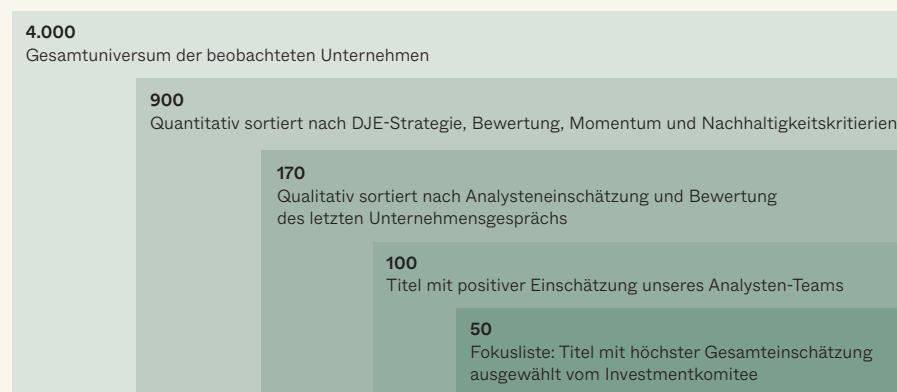 4.000
Gesamtuniversum der beobachteten Unternehmen
900
Quantitativ sortiert nach DJE-Strategie, Bewertung, Momentum und Nachhaltigkeitskritierien
170
Qualitativ sortiert nach Analysteneinschätzung und Bewertung
des letzten Unternehmensgesprächs
100
Titel mit positiver Einschätzung unseres Analysten-Teams
50
Fokusliste: Titel mit höchster Gesamteinschätzung
ausgewählt vom Investmentkomitee